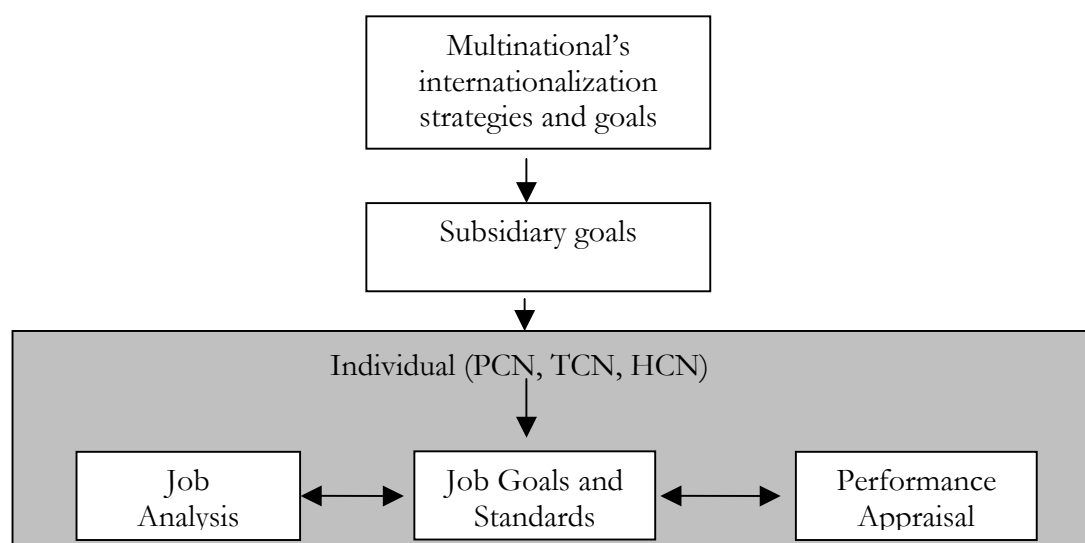 Multinational’s
internationalization
strategies and goals
Subsidiary goals
Individual (PCN, TCN, HCN)
Job
Analysis
Job Goals and
Standards
Performance
Appraisal